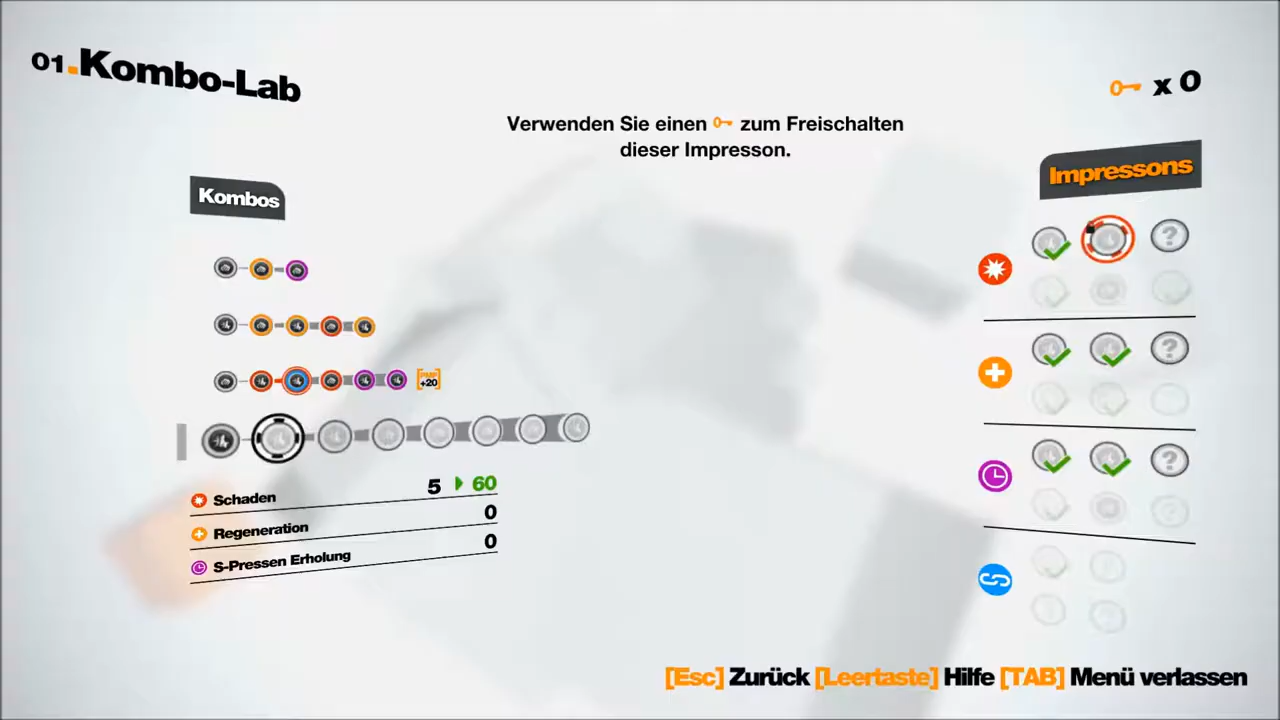 01.Kombo-Lab
x 0
Verwenden Sie einen zum Freischalten
dieser Impresson.
Kombos
Impressons
? 
PMP
+20
?
?
Schaden 5 60
Regeneration 0
S-Pressen Erholung 0
[Esc] Zurück [Leertaste] Hilfe [TAB] Menü verlassen